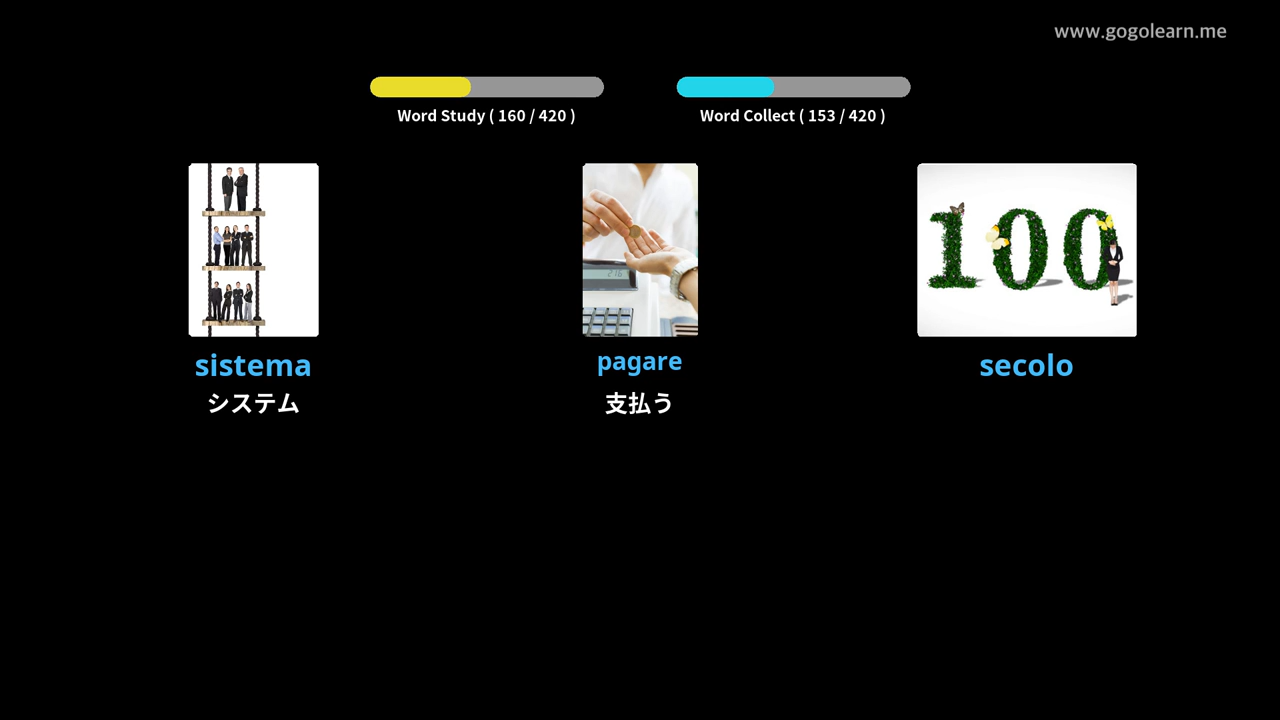 www.gogolearn.me
Word Study ( 160 / 420 )
Word Collect ( 153 / 420 )
100
sistema
システム
pagare
支払う
secolo